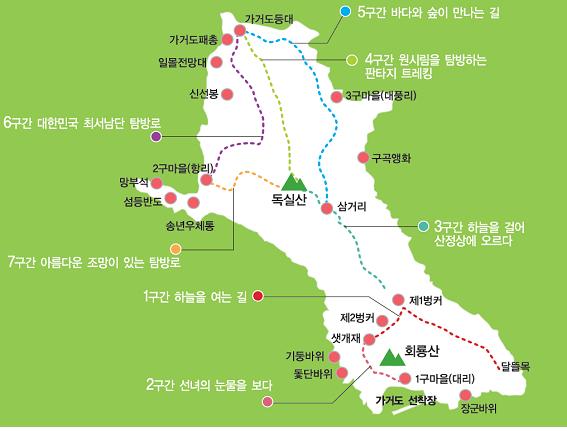 5구간 바다와 숲이 만나는 길
가거도등대
가거도패총
4구간 원시림을 탐방하는
판타지 트레킹
일몰전망대
신선봉
3구마을(대풍리)
6구간 대한민국 최서남단 탐방로
구곡앵화
2구마을(항리)
망부석
섬등반도
독실산
삼거리
송년우체통
3구간 하늘을 걸어
산정상에 오르다
7구간 아름다운 조망이 있는 탐방로
1구간 하늘을 여는 길
제1벙커
제2벙커
샛개재
회룡산
기둥바위
달뜰목
돛단바위
2구간 선녀의 눈물을 보다
1구마을(대리)
가거도 선착장
장군바위